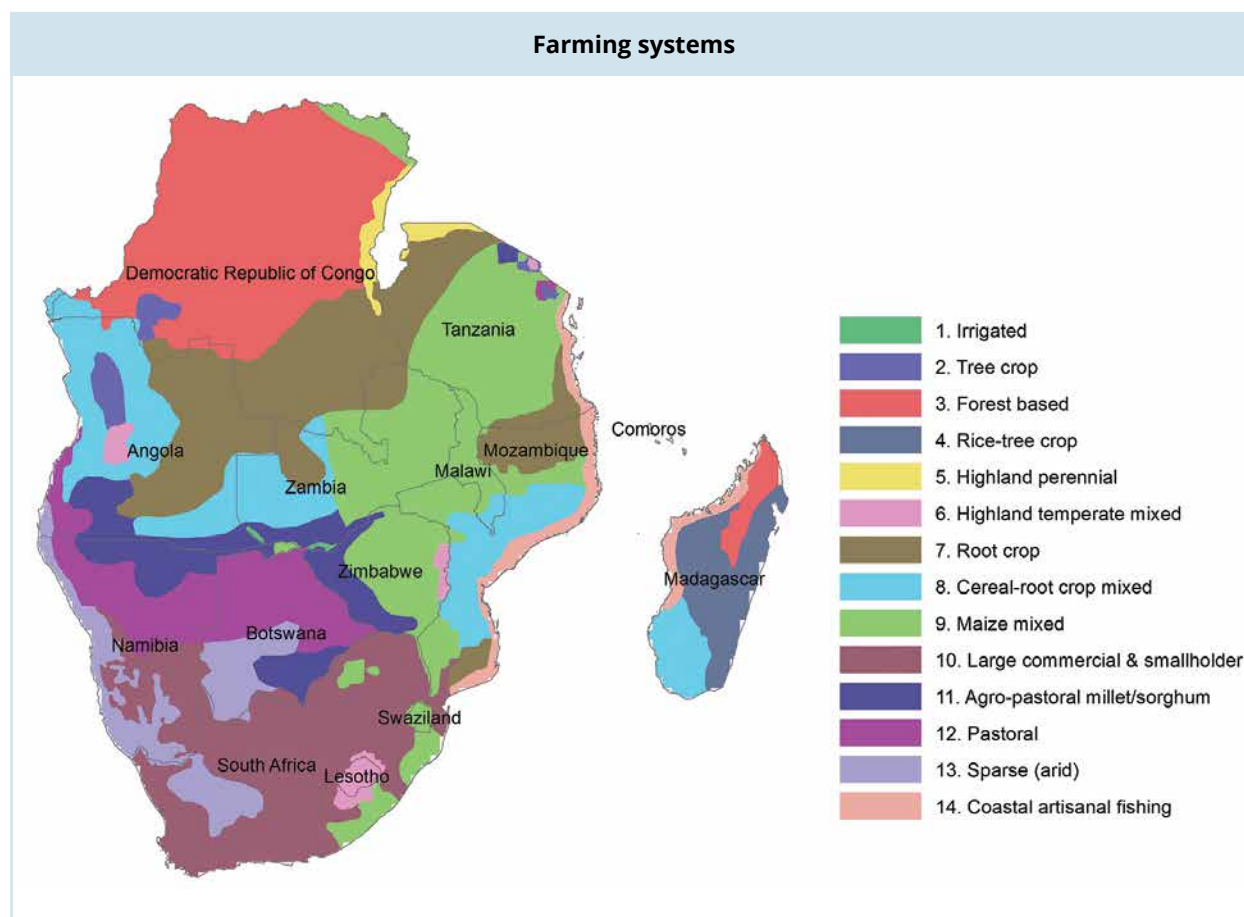 Farming systems
Democratic Republic of Congo
Tanzania
Comoros
Angola
Mozambique
Malawi
Zambia
Zimbabwe
Madagascar
Namibia
Botswana
Swaziland
South Africa
Lesotho
1. Irrigated
2. Tree crop
3. Forest based
4. Rice-tree crop
5. Highland perennial
6. Highland temperate mixed
7. Root crop
8. Cereal-root crop mixed
9. Maize mixed
10. Large commercial & smallholder
11. Agro-pastoral millet/sorghum
12. Pastoral
13. Sparse (arid)
14. Coastal artisanal fishing